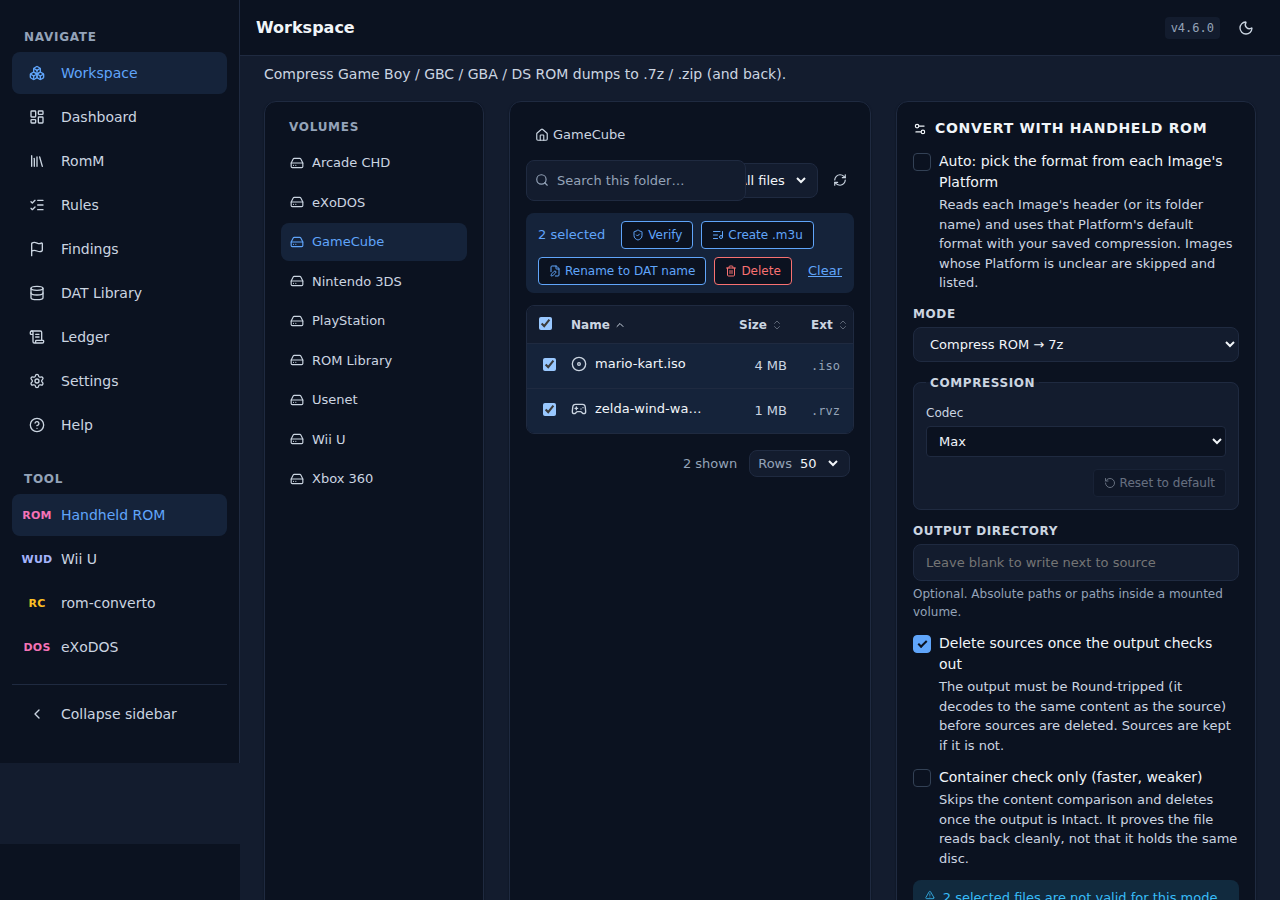 NAVIGATE
Workspace
Dashboard
RomM
Rules
Findings
DAT Library
Ledger
Settings
Help
TOOL
ROM Handheld ROM
WUD Wii U
RC rom-converto
DOS eXoDOS
Collapse sidebar
Workspace
v4.6.0
Compress Game Boy / GBC / GBA / DS ROM dumps to .7z / .zip (and back).
VOLUMES
Arcade CHD
eXoDOS
GameCube
Nintendo 3DS
PlayStation
ROM Library
Usenet
Wii U
Xbox 360
GameCube
Search this folder…
ll files
2 selected
Verify
Create .m3u
Rename to DAT name
Delete
Clear
Name Size Ext
mario-kart.iso 4 MB .iso
zelda-wind-wa… 1 MB .rvz
2 shown Rows 50
CONVERT WITH HANDHELD ROM
Auto: pick the format from each Image's
Platform
Reads each Image's header (or its folder
name) and uses that Platform's default
format with your saved compression. Images
whose Platform is unclear are skipped and
listed.
MODE
Compress ROM → 7z
COMPRESSION
Codec
Max
Reset to default
OUTPUT DIRECTORY
Leave blank to write next to source
Optional. Absolute paths or paths inside a mounted
volume.
Delete sources once the output checks
out
The output must be Round-tripped (it
decodes to the same content as the source)
before sources are deleted. Sources are kept
if it is not.
Container check only (faster, weaker)
Skips the content comparison and deletes
once the output is Intact. It proves the file
reads back cleanly, not that it holds the same
disc.
2 selected files are not valid for this mode